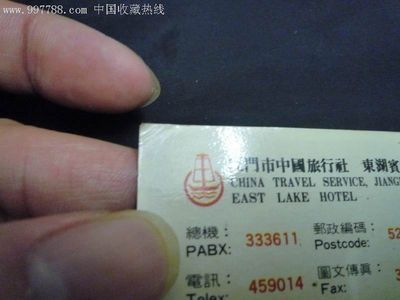 www.997788.com 中国收藏热线
門市中國旅行社 東湖賓
CHINA TRAVEL SERVICE, JIANG
EAST LAKE HOTEL
總機： 333611 郵政編碼： 52
PABX: Postcode:
電訊： 459014 圖文傳真： 3
Telex: *Fax: